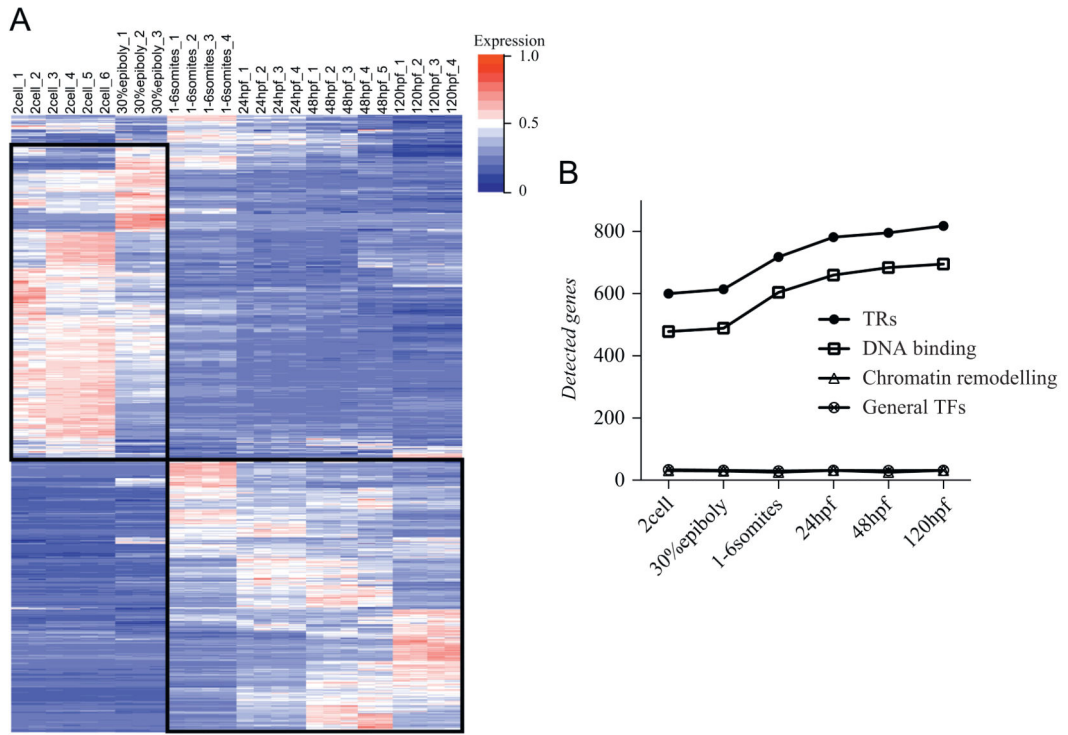 A
2cell_1
2cell_2
2cell_3
2cell_4
2cell_5
2cell_6
30%epiboly_1
30%epiboly_2
30%epiboly_3
1-6somites_1
1-6somites_2
1-6somites_3
1-6somites_4
24hpf_1
24hpf_2
24hpf_3
24hpf_4
48hpf_1
48hpf_2
48hpf_3
48hpf_4
48hpf_5
120hpf_1
120hpf_2
120hpf_3
120hpf_4
Expression
1.0
0.5
0
B
Detected genes
800
600
400
200
0
TRs
DNA binding
Chromatin remodelling
General TFs
2cell
30%epiboly
1-6somites
24hpf
48hpf
120hpf